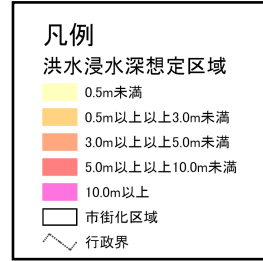 凡例
洪水浸水深想定区域
0.5m未満
0.5m以上以上3.0m未満
3.0m以上以上5.0m未満
5.0m以上以上10.0m未満
10.0m以上
市街化区域
行政界